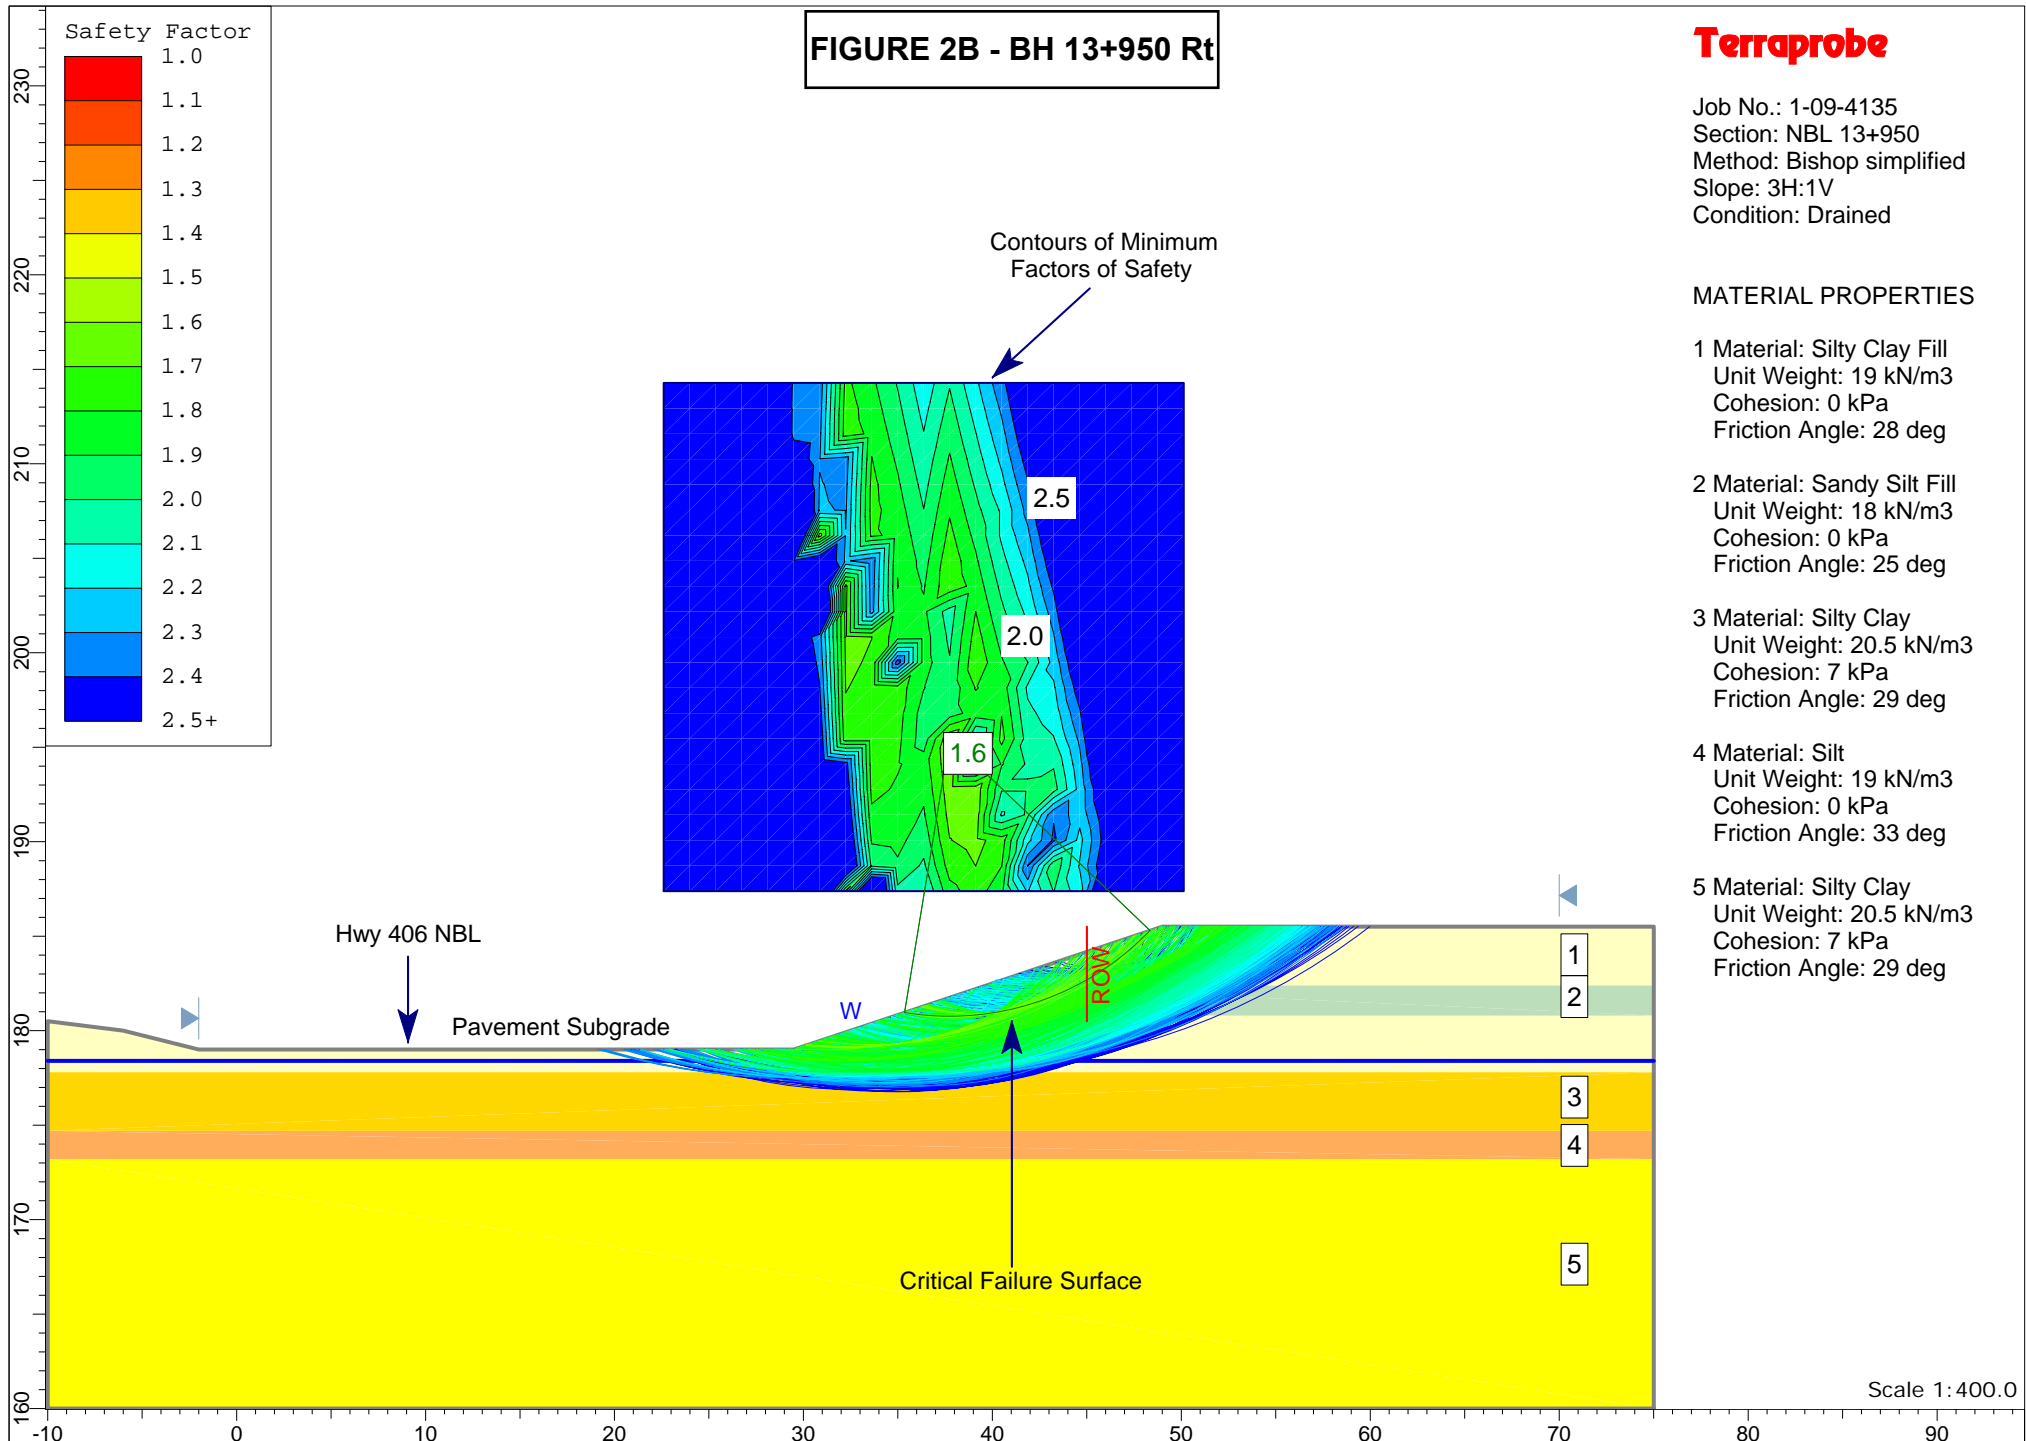 Safety Factor
1.0
1.1
1.2
1.3
1.4
1.5
1.6
1.7
1.8
1.9
2.0
2.1
2.2
2.3
2.4
2.5+
FIGURE 2B - BH 13+950 Rt
Terraprobe
Job No.: 1-09-4135
Section: NBL 13+950
Method: Bishop simplified
Slope: 3H:1V
Condition: Drained
MATERIAL PROPERTIES
1 Material: Silty Clay Fill
Unit Weight: 19 kN/m3
Cohesion: 0 kPa
Friction Angle: 28 deg
2 Material: Sandy Silt Fill
Unit Weight: 18 kN/m3
Cohesion: 0 kPa
Friction Angle: 25 deg
3 Material: Silty Clay
Unit Weight: 20.5 kN/m3
Cohesion: 7 kPa
Friction Angle: 29 deg
4 Material: Silt
Unit Weight: 19 kN/m3
Cohesion: 0 kPa
Friction Angle: 33 deg
5 Material: Silty Clay
Unit Weight: 20.5 kN/m3
Cohesion: 7 kPa
Friction Angle: 29 deg
Contours of Minimum
Factors of Safety
2.5
2.0
1.6
Hwy 406 NBL
Pavement Subgrade
W
ROW
Critical Failure Surface
1
2
3
4
5
230
220
210
200
190
180
170
160
-10
0
10
20
30
40
50
60
70
80
90
Scale 1:400.0